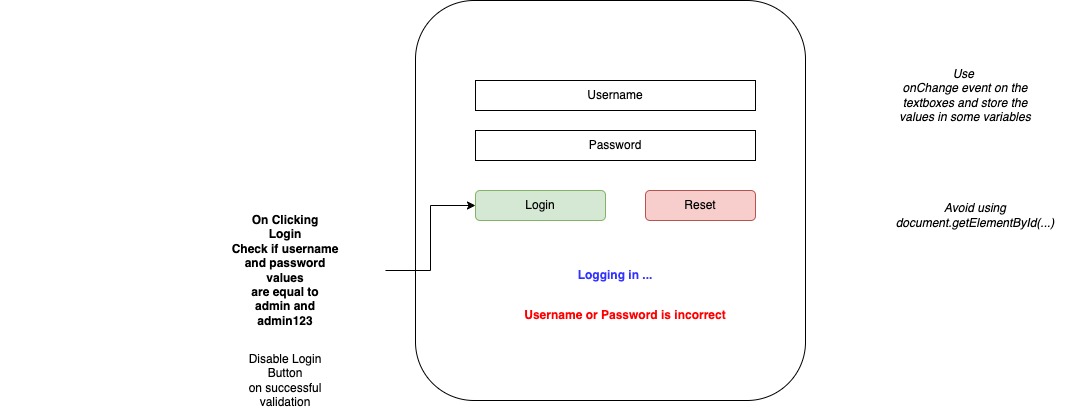 Username
Password
Login
Reset
Logging in ...
Username or Password is incorrect
On Clicking
Login
Check if username
and password
values
are equal to
admin and
admin123
Disable Login
Button
on successful
validation
Use
onChange event on the
textboxes and store the
values in some variables
Avoid using
document.getElementById(...)